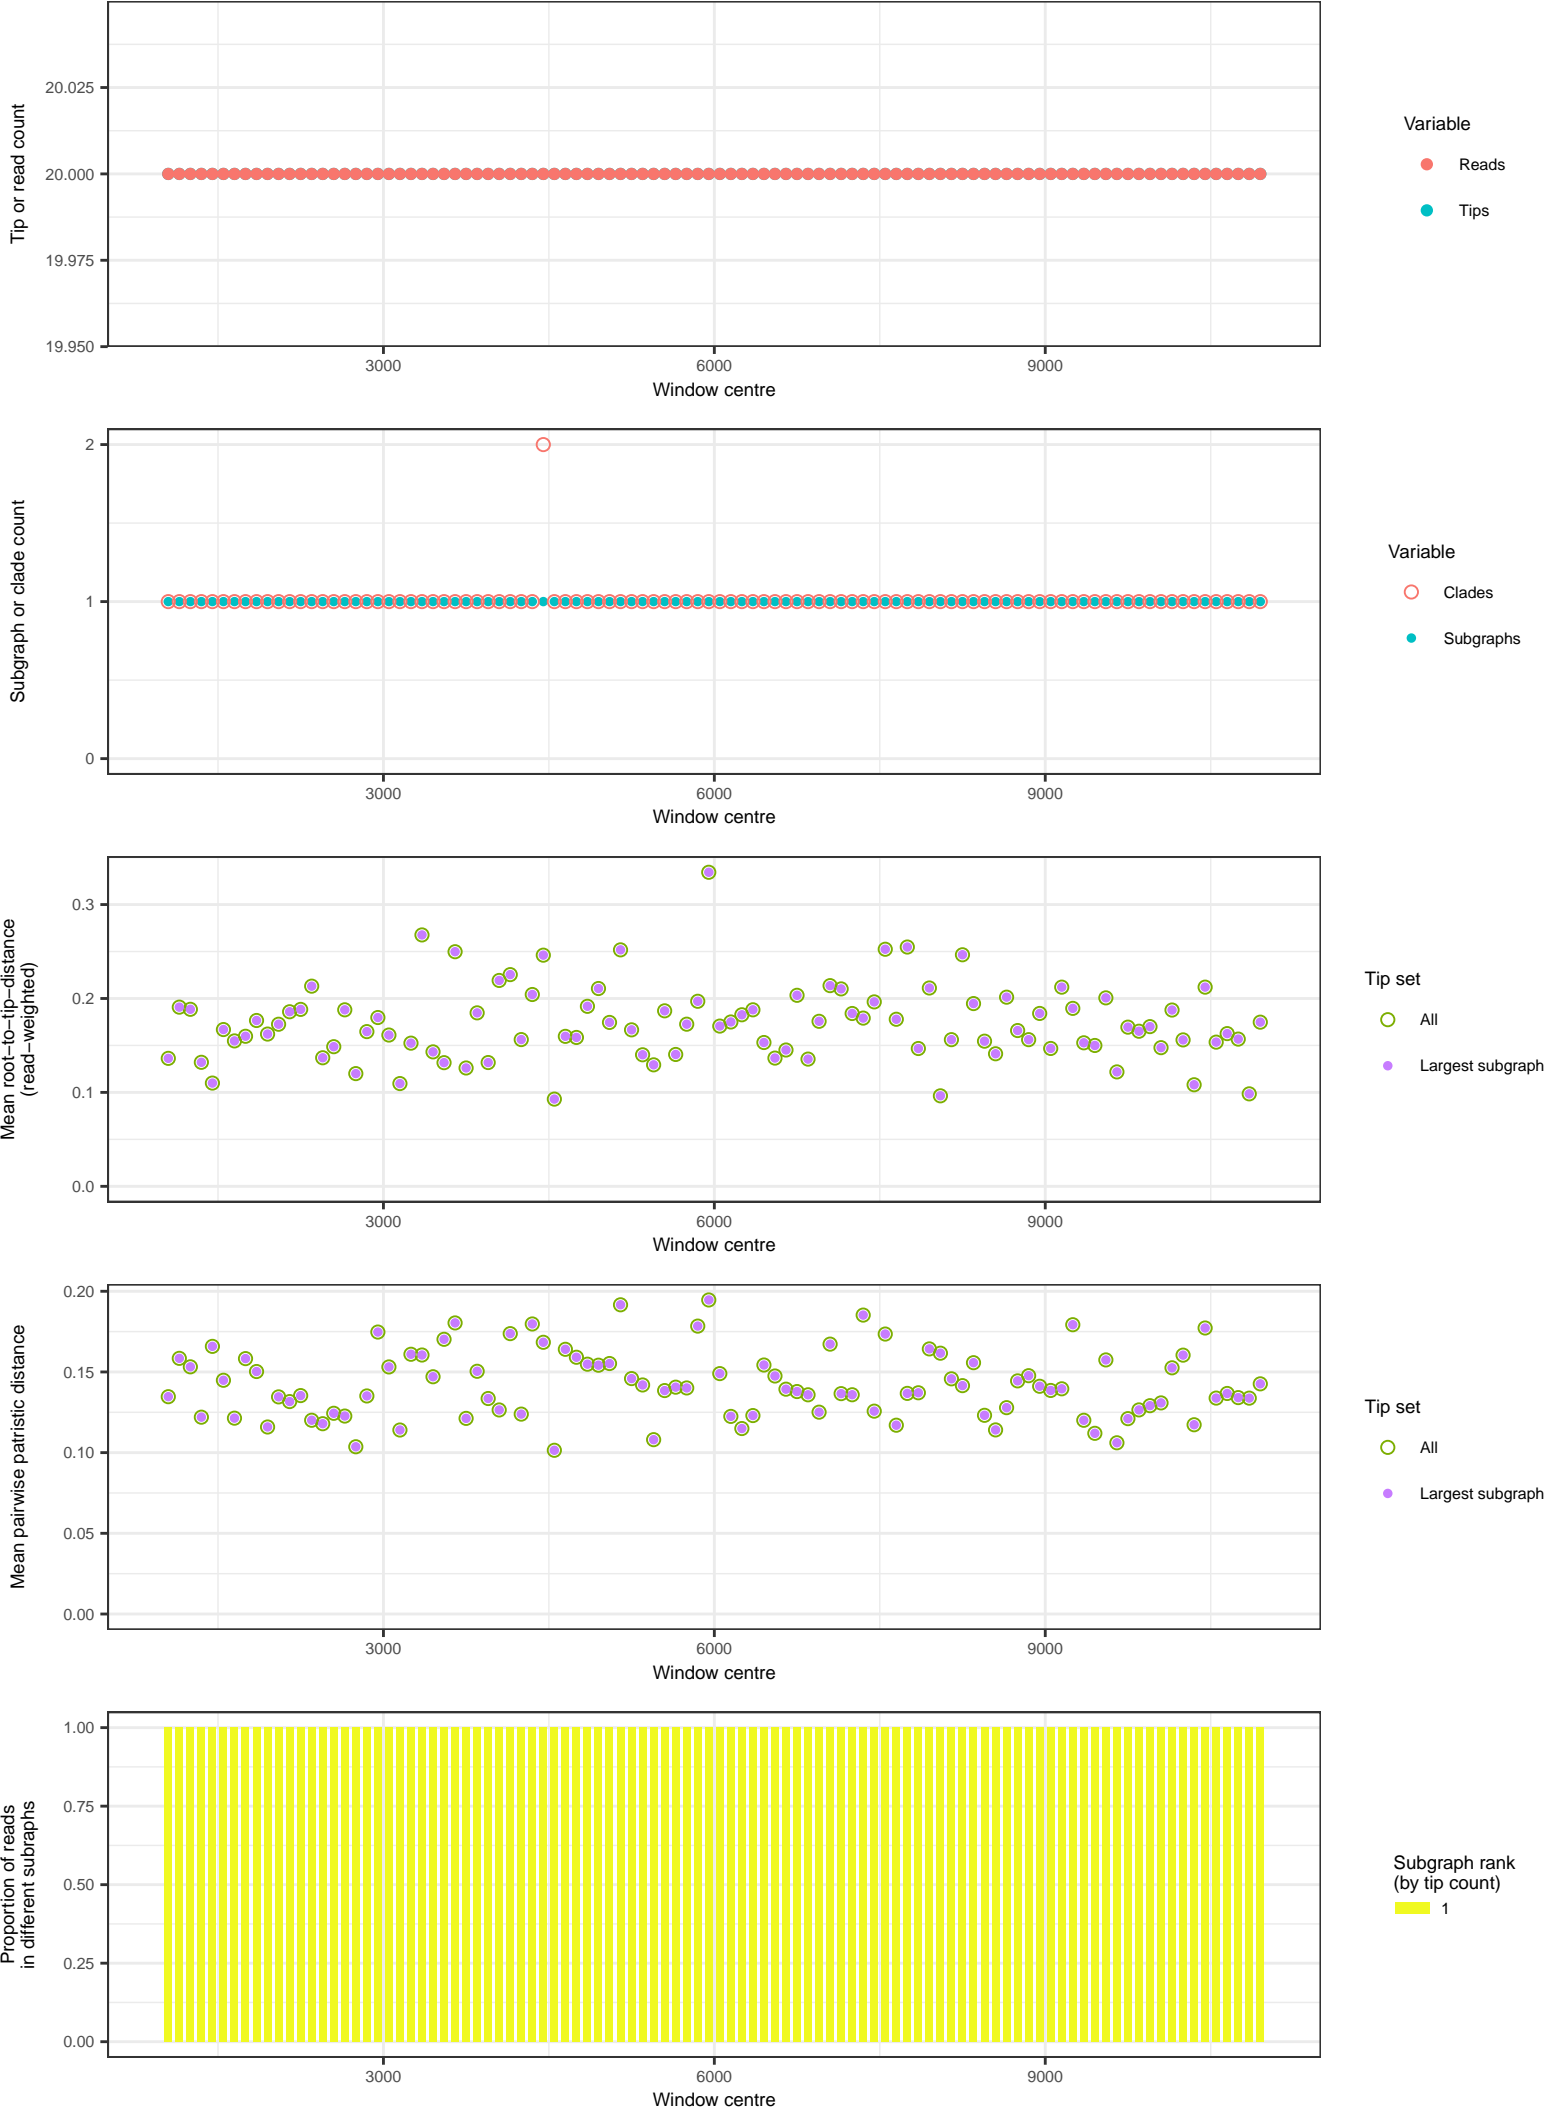 20.025
20.000
19.975
19.950
Tip or read count
3000 6000 9000
Window centre
Variable
Reads
Tips
2
1
0
Subgraph or clade count
3000 6000 9000
Window centre
Variable
Clades
Subgraphs
0.3
0.2
0.1
0.0
Mean root−to−tip−distance
(read−weighted)
3000 6000 9000
Window centre
Tip set
All
Largest subgraph
0.20
0.15
0.10
0.05
0.00
Mean pairwise patristic distance
3000 6000 9000
Window centre
Tip set
All
Largest subgraph
1.00
0.75
0.50
0.25
0.00
Proportion of reads
in different subraphs
3000 6000 9000
Window centre
Subgraph rank
(by tip count)
1